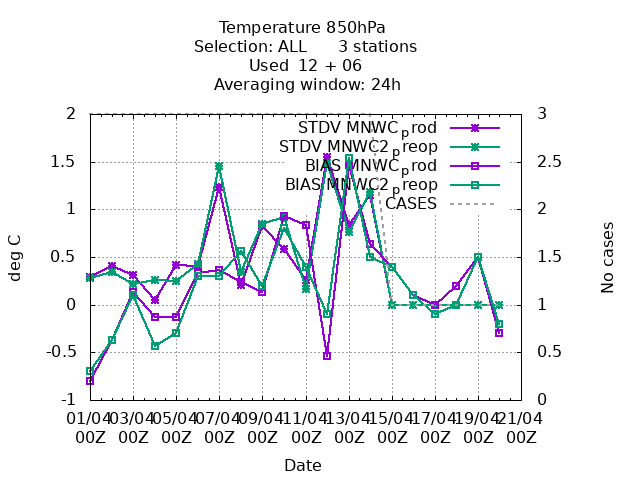 Temperature 850hPa
Selection: ALL 3 stations
Used 12 + 06
Averaging window: 24h
STDV MNWC_prod
STDV MNWC2_preop
BIAS MNWC_prod
BIAS MNWC2_preop
CASES
2
1.5
1
0.5
0
-0.5
-1
deg C
3
2.5
2
1.5
1
0.5
0
No cases
01/04 03/04 05/04 07/04 09/04 11/04 13/04 15/04 17/04 19/04 21/04
00Z 00Z 00Z 00Z 00Z 00Z 00Z 00Z 00Z 00Z 00Z
Date